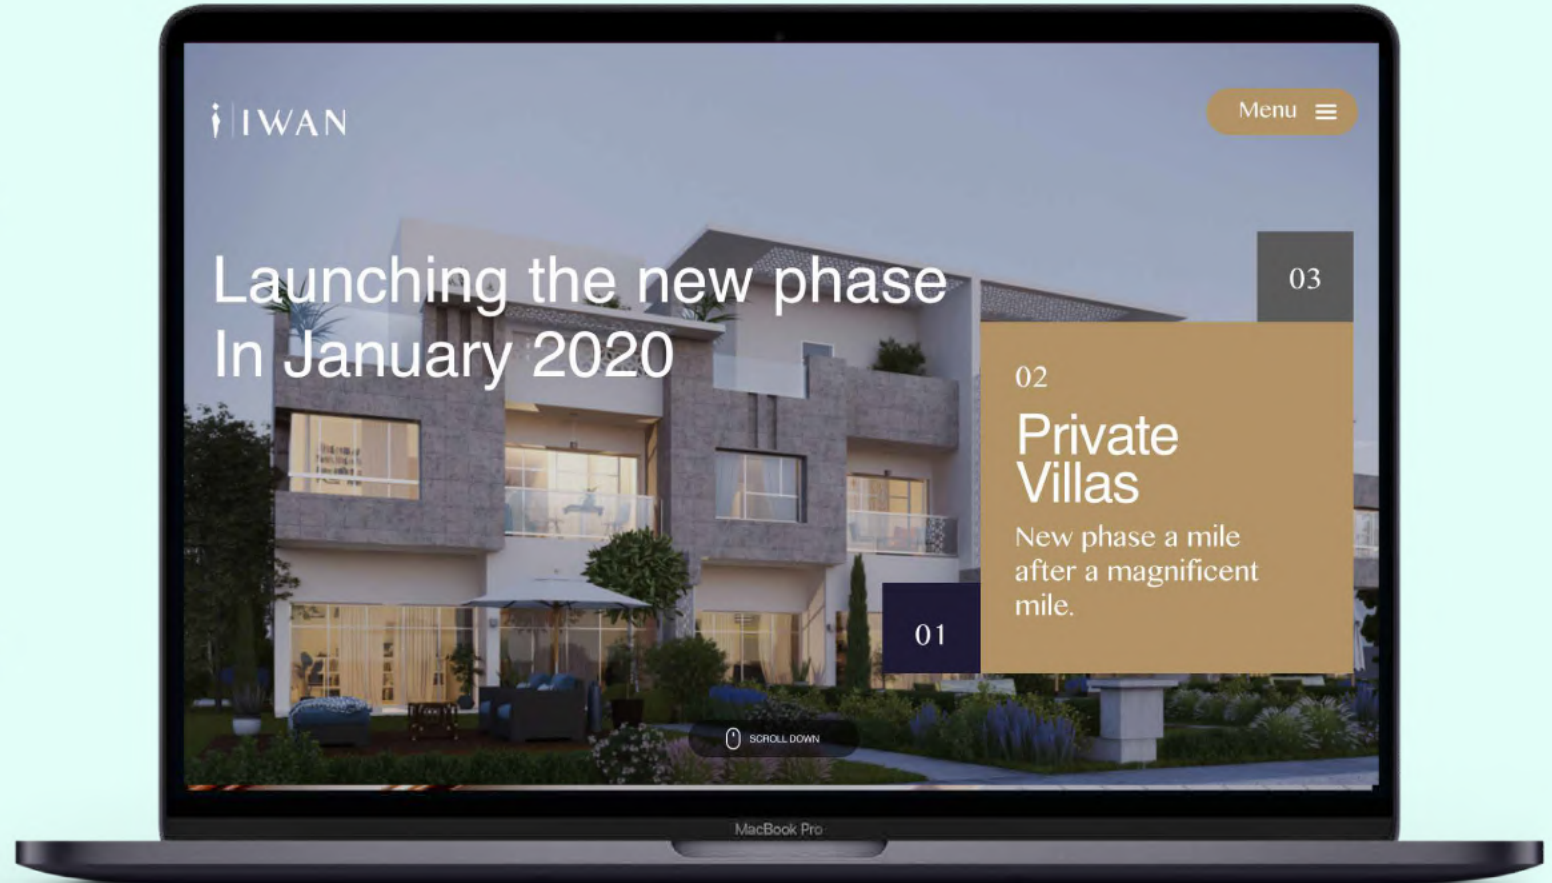 IWAN
Menu
Launching the new phase
In January 2020
03
02
Private
Villas
New phase a mile
after a magnificent
mile.
01
SCROLL DOWN
MacBook Pro